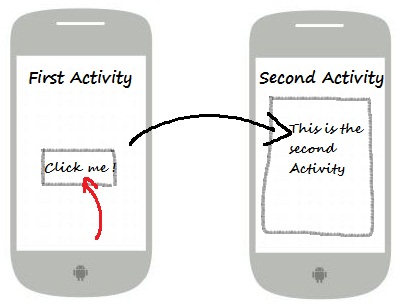 First Activity
Click me !
Second Activity
This is the
second
Activity